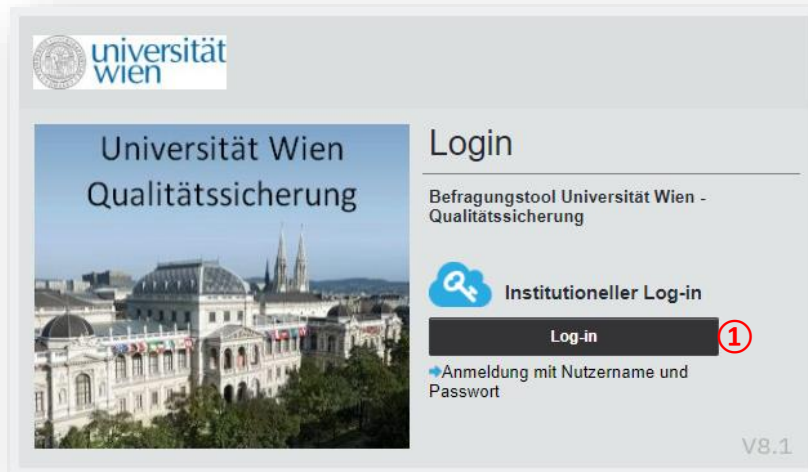 universität
wien
Universität Wien
Qualitätssicherung
Login
Befragungstool Universität Wien -
Qualitätssicherung
Institutioneller Log-in
Log-in ①
➔Anmeldung mit Nutzername und
Passwort
V8.1